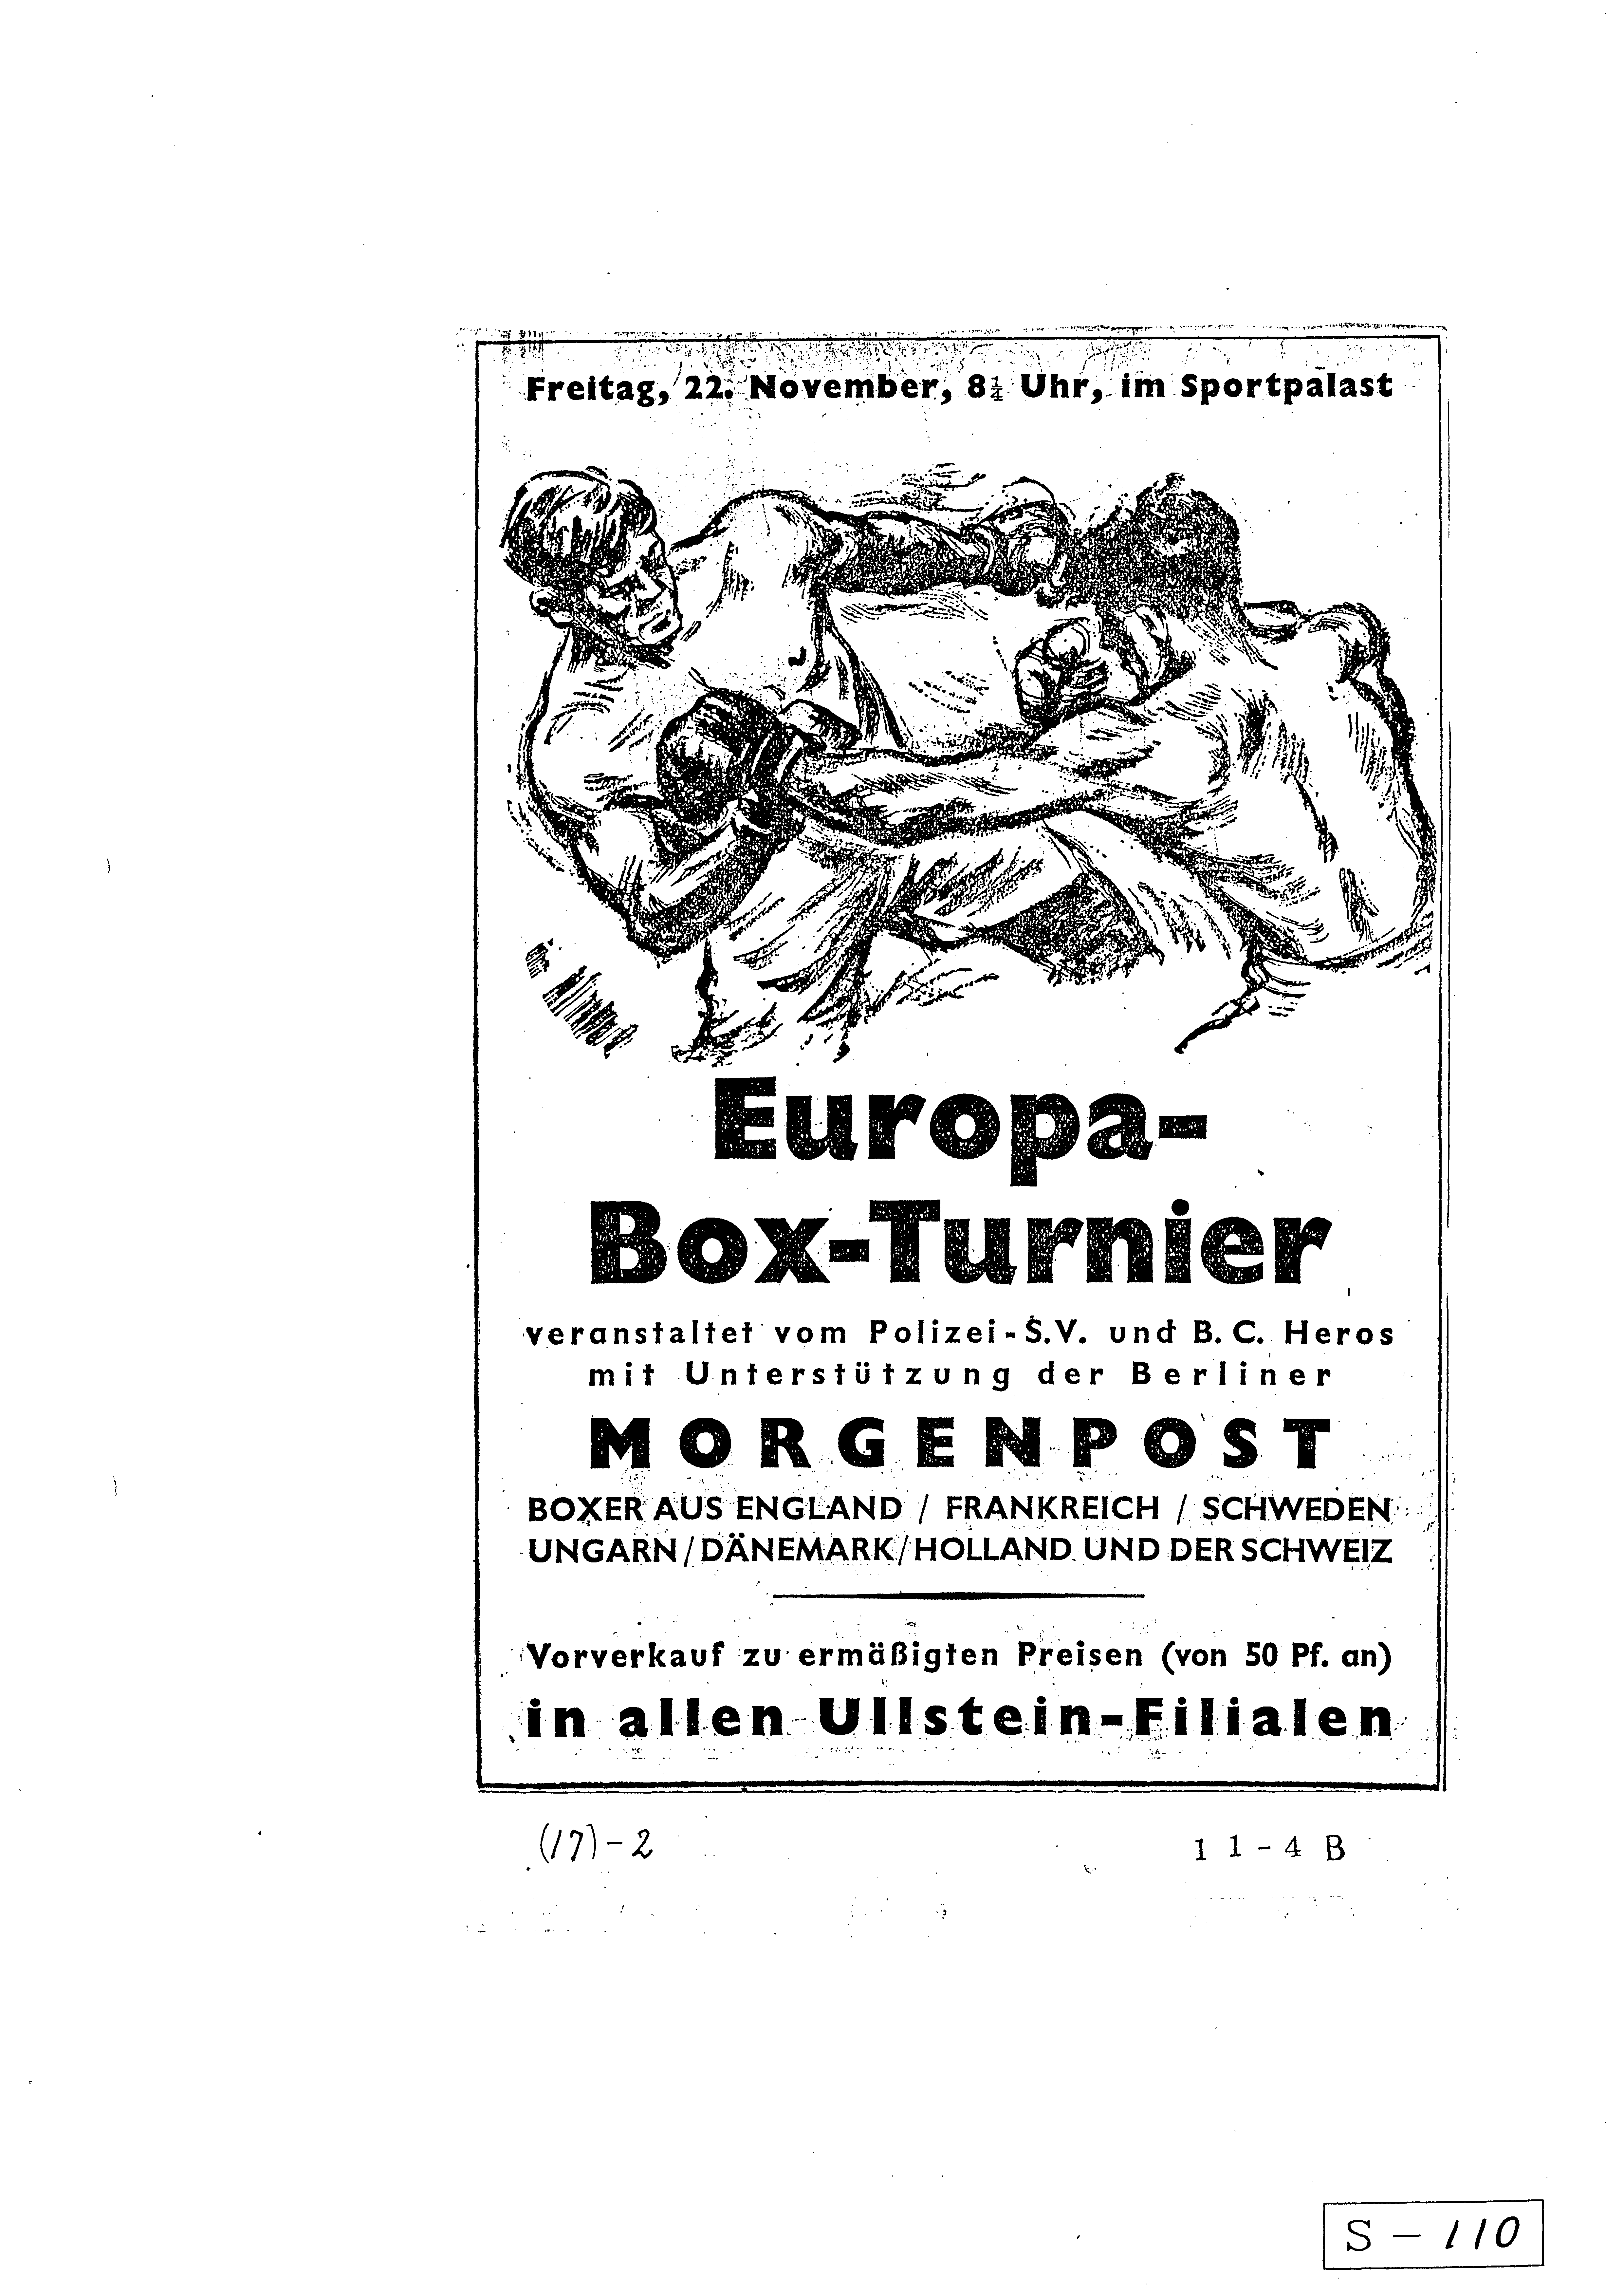 Freitag, 22. November, 8¼ Uhr, im Sportpalast
Europa-
Box-Turnier
veranstaltet vom Polizei-S.V. und B.C. Heros
mit Unterstützung der Berliner
MORGENPOST
BOXER AUS ENGLAND / FRANKREICH / SCHWEDEN
UNGARN/DÄNEMARK/HOLLAND UND DER SCHWEIZ
Vorverkauf zu ermäßigten Preisen (von 50 Pf. an)
in allen Ullstein-Filialen
(17)-2
11-4B
S-110